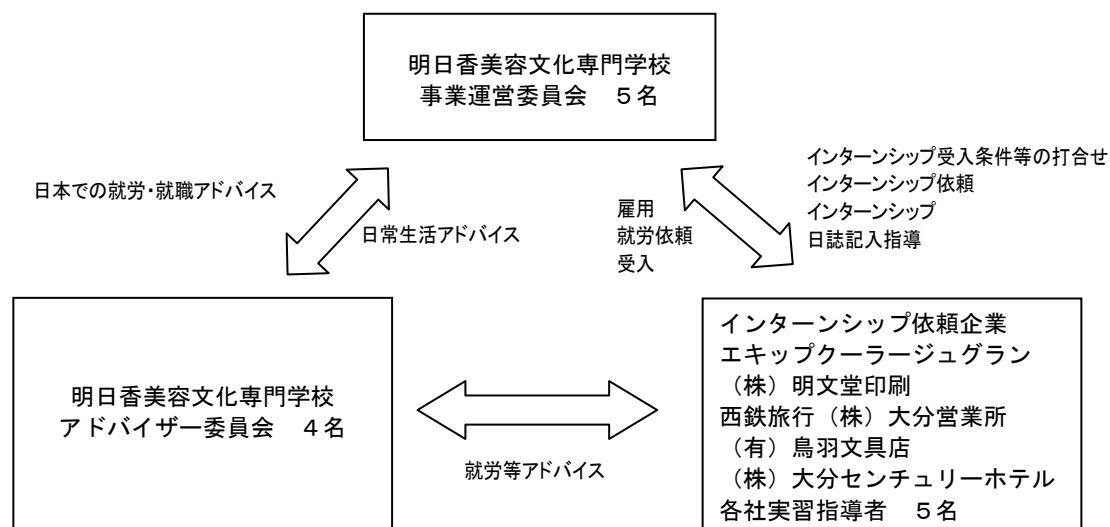 明日香美容文化専門学校
事業運営委員会　５名
インターンシップ受入条件等の打合せ
インターンシップ依頼
インターンシップ
日誌記入指導
日本での就労・就職アドバイス
日常生活アドバイス
雇用
就労依頼
受入
明日香美容文化専門学校
アドバイザー委員会　４名
就労等アドバイス
インターンシップ依頼企業
エキップクーラージュグラン
（株）明文堂印刷
西鉄旅行（株）大分営業所
（有）鳥羽文具店
（株）大分センチュリーホテル
各社実習指導者　５名